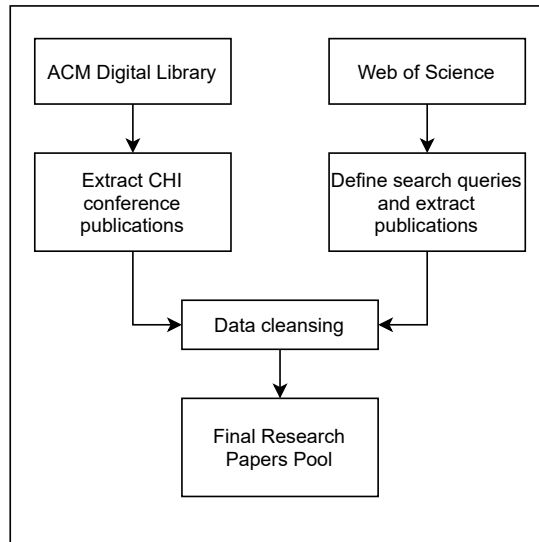 ACM Digital Library
Web of Science
Extract CHI
conference
publications
Define search queries
and extract
publications
Data cleansing
Final Research
Papers Pool